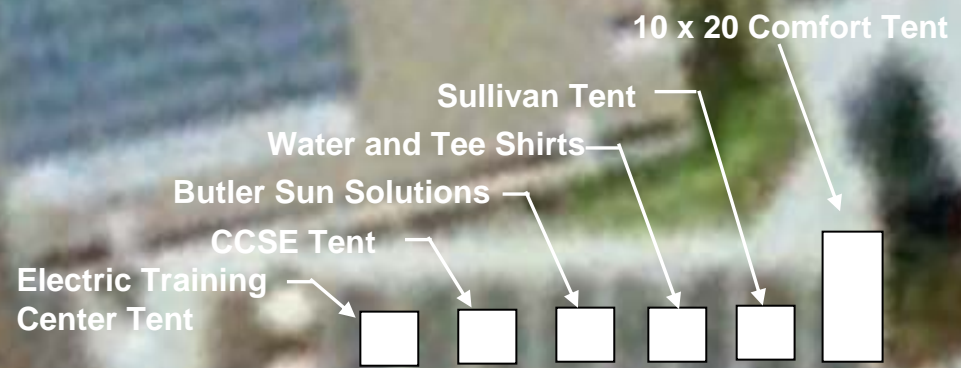 10 x 20 Comfort Tent
Sullivan Tent
Water and Tee Shirts
Butler Sun Solutions
CCSE Tent
Electric Training
Center Tent